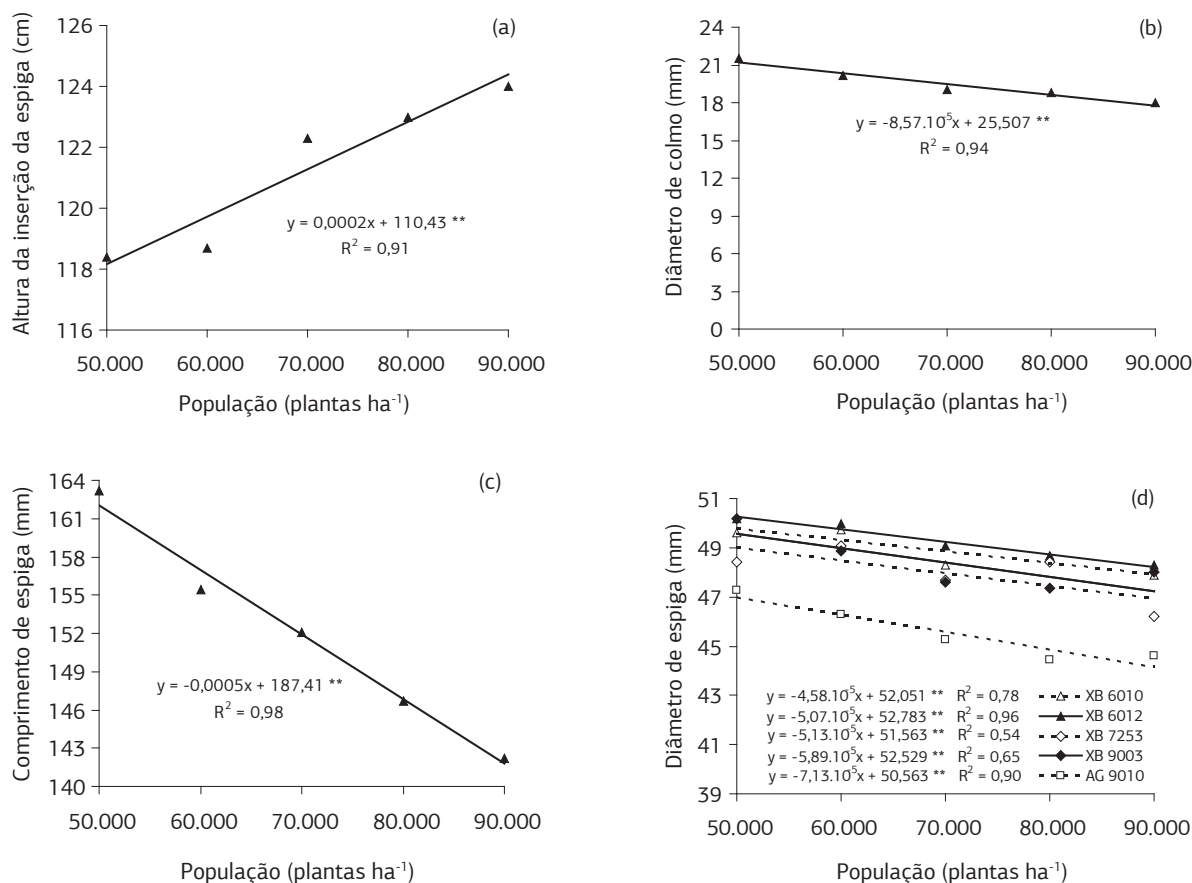 (a)
Altura da inserção da espiga (cm)
126
124
122
120
118
116
y = 0,0002x + 110,43 **
R² = 0,91
50.000 60.000 70.000 80.000 90.000
População (plantas ha⁻¹)
(b)
Diâmetro de colmo (mm)
24
21
18
15
12
9
6
3
0
y = -8,57.10⁵x + 25,507 **
R² = 0,94
50.000 60.000 70.000 80.000 90.000
População (plantas ha⁻¹)
(c)
Comprimento de espiga (mm)
164
161
158
155
152
149
146
142
140
y = -0,0005x + 187,41 **
R² = 0,98
50.000 60.000 70.000 80.000 90.000
População (plantas ha⁻¹)
(d)
Diâmetro de espiga (mm)
51
49
47
45
43
41
39
y = -4,58.10⁵x + 52,051 ** R² = 0,78 XB 6010
y = -5,07.10⁵x + 52,783 ** R² = 0,96 XB 6012
y = -5,13.10⁵x + 51,563 ** R² = 0,54 XB 7253
y = -5,89.10⁵x + 52,529 ** R² = 0,65 XB 9003
y = -7,13.10⁵x + 50,563 ** R² = 0,90 AG 9010
50.000 60.000 70.000 80.000 90.000
População (plantas ha⁻¹)